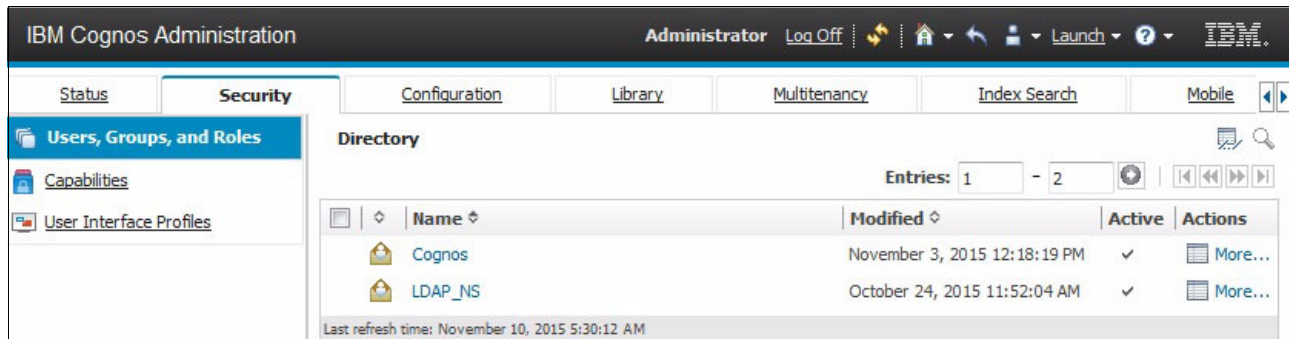 IBM Cognos Administration Administrator Log Off Launch IBM.
Status Security Configuration Library Multitenancy Index Search Mobile
Users, Groups, and Roles
Capabilities
User Interface Profiles
Directory
Entries: 1 - 2
Name Modified Active Actions
Cognos November 3, 2015 12:18:19 PM More...
LDAP_NS October 24, 2015 11:52:04 AM More...
Last refresh time: November 10, 2015 5:30:12 AM